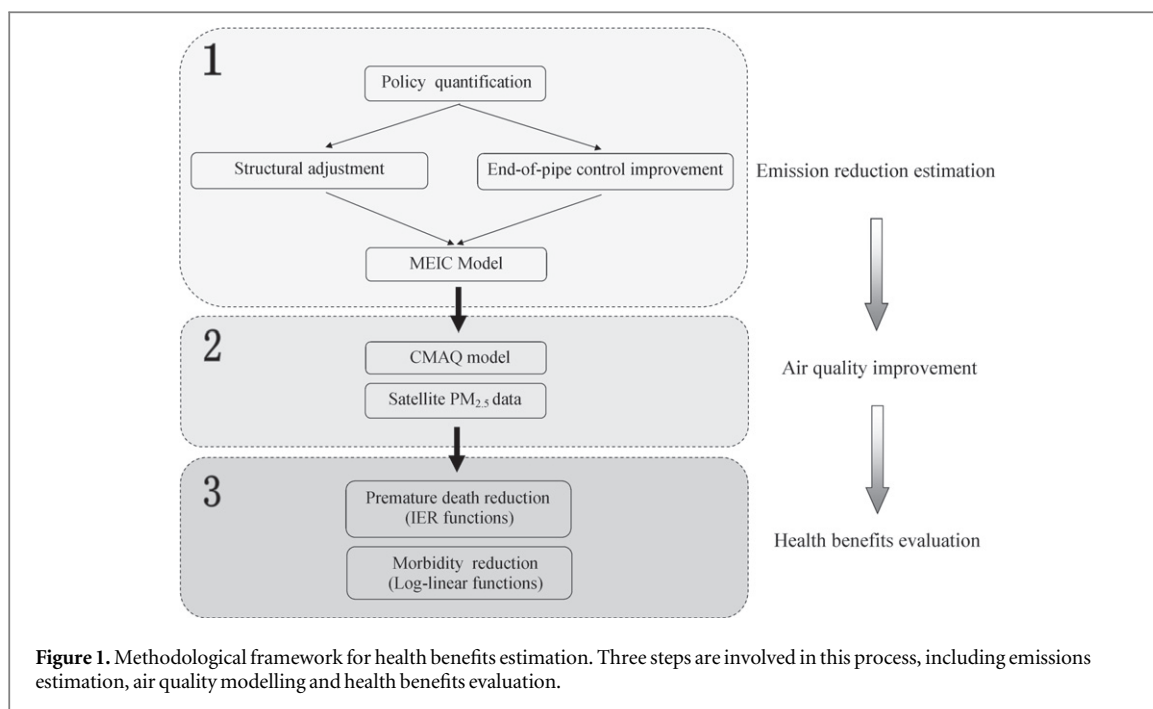 1
Policy quantification
Structural adjustment
End-of-pipe control improvement
Emission reduction estimation
MEIC Model
2
CMAQ model
Satellite PM2.5 data
Air quality improvement
3
Premature death reduction
(IER functions)
Morbidity reduction
(Log-linear functions)
Health benefits evaluation
Figure 1. Methodological framework for health benefits estimation. Three steps are involved in this process, including emissions
estimation, air quality modelling and health benefits evaluation.